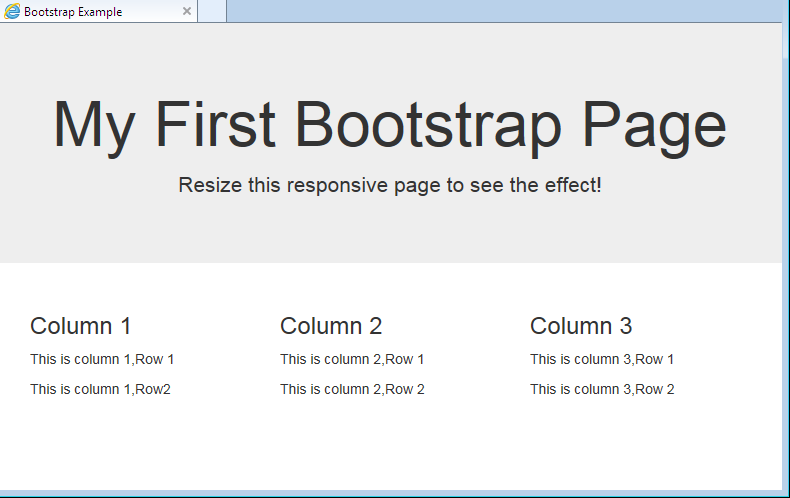 Bootstrap Example
My First Bootstrap Page
Resize this responsive page to see the effect!
Column 1
This is column 1,Row 1
This is column 1,Row2
Column 2
This is column 2,Row 1
This is column 2,Row 2
Column 3
This is column 3,Row 1
This is column 3,Row 2